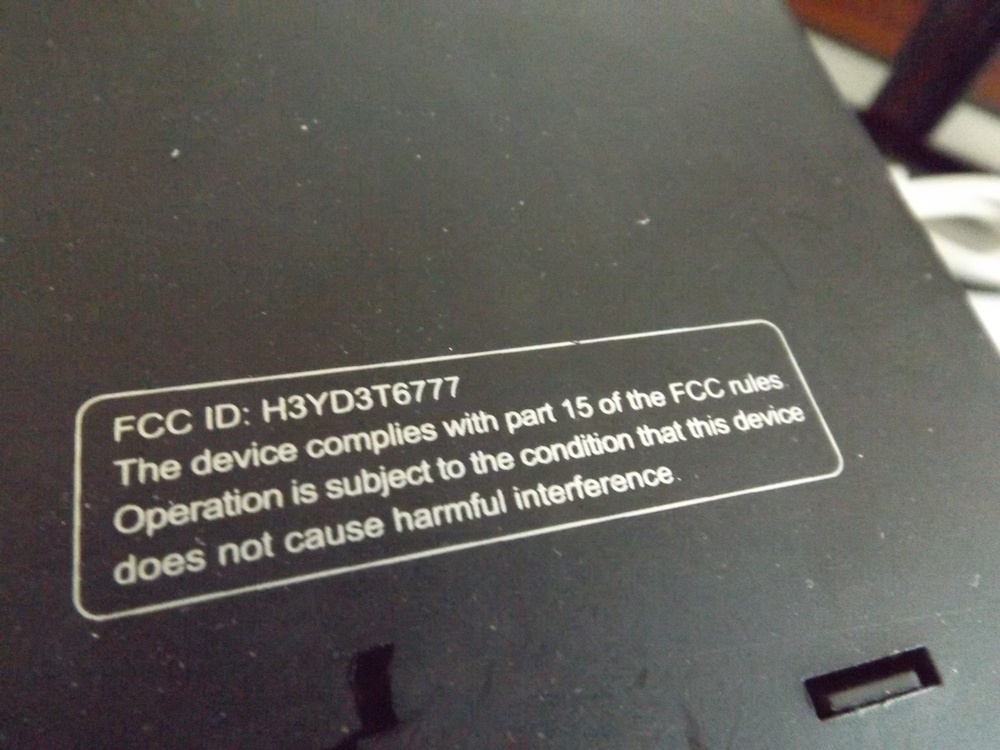 FCC ID: H3YD3T6777
The device complies with part 15 of the FCC rules
Operation is subject to the condition that this device
does not cause harmful interference.